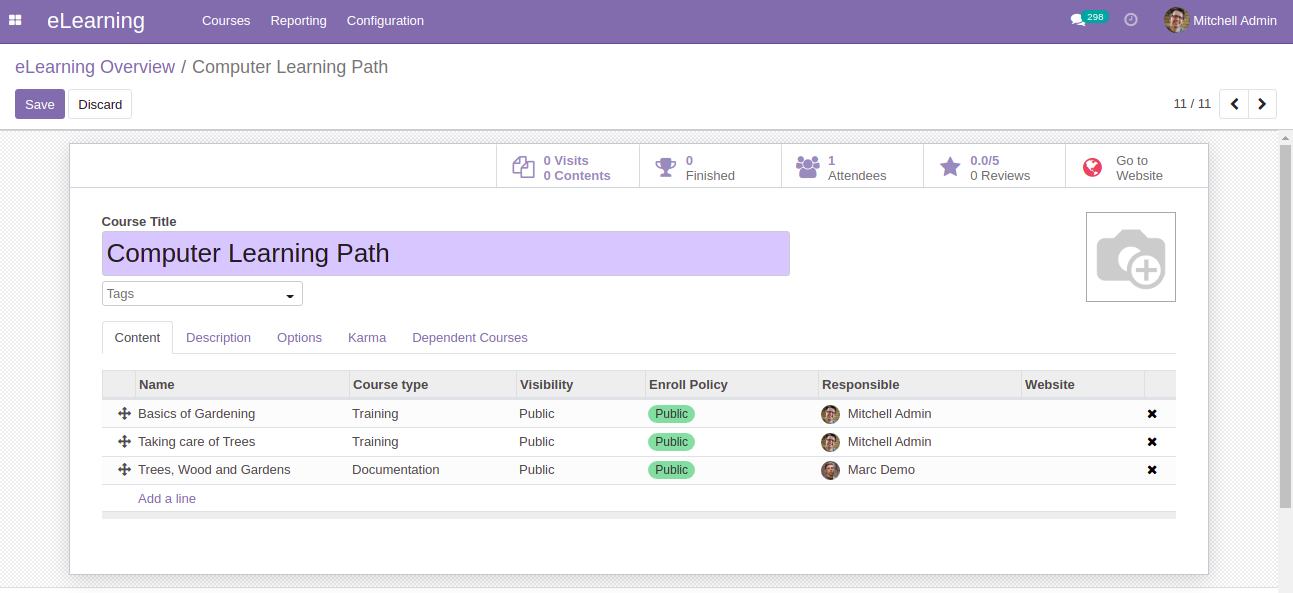 eLearning Courses Reporting Configuration 298 Mitchell Admin
eLearning Overview / Computer Learning Path
Save Discard 11 / 11
0 Visits
0 Contents
0
Finished
1
Attendees
0.0/5
0 Reviews
Go to
Website
Course Title
Computer Learning Path
Tags
Content Description Options Karma Dependent Courses
Name Course type Visibility Enroll Policy Responsible Website
Basics of Gardening Training Public Public Mitchell Admin
Taking care of Trees Training Public Public Mitchell Admin
Trees, Wood and Gardens Documentation Public Public Marc Demo
Add a line